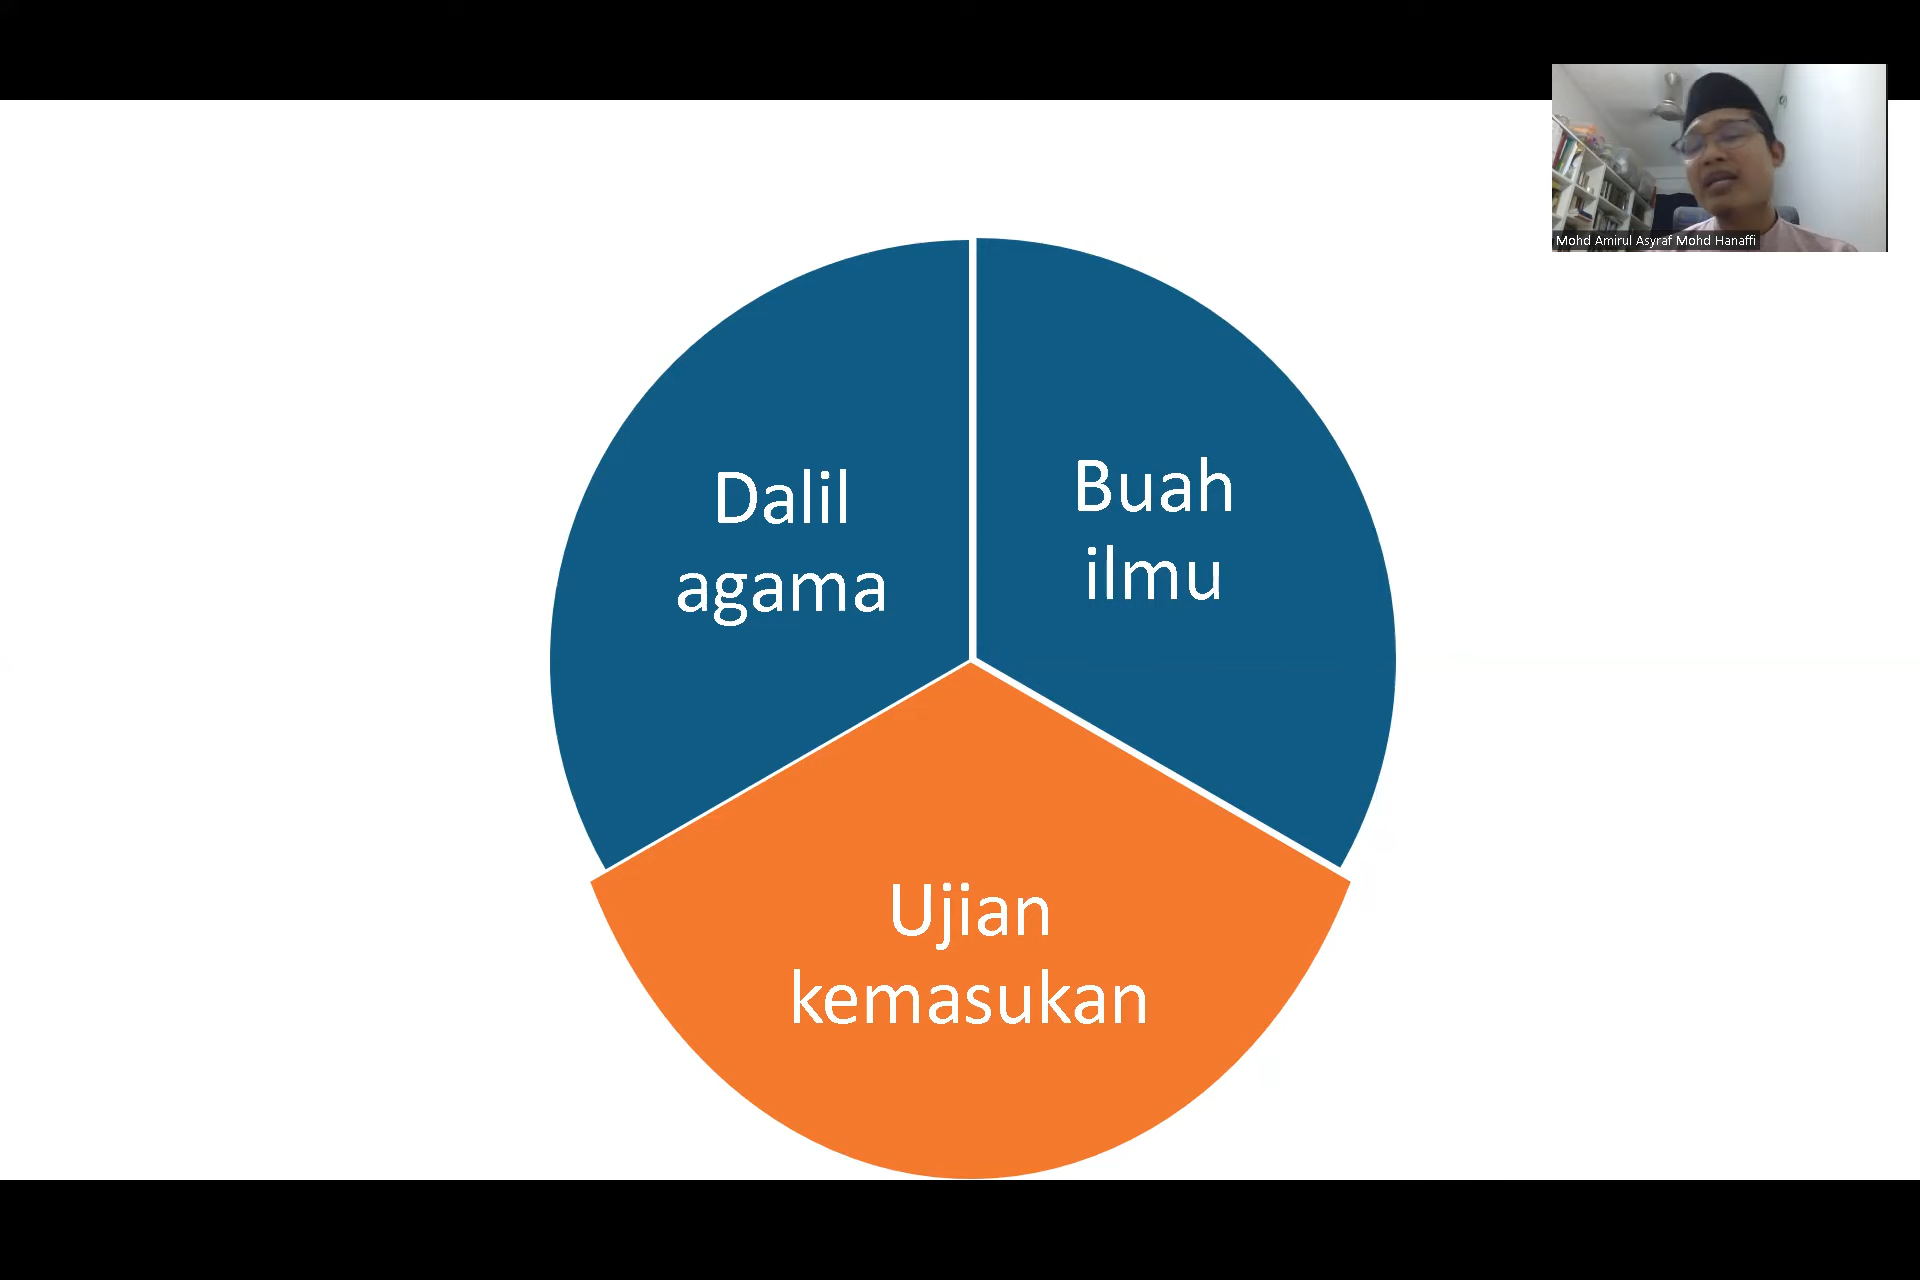 Mohd Amirul Asyraf Mohd Hanaffi
Dalil
agama
Buah
ilmu
Ujian
kemasukan